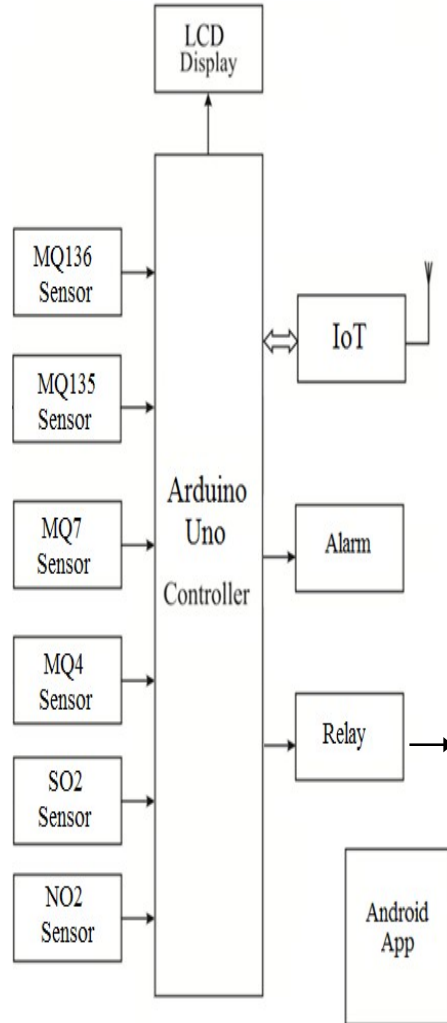 LCD
Display
MQ136
Sensor
MQ135
Sensor
MQ7
Sensor
MQ4
Sensor
SO2
Sensor
NO2
Sensor
Arduino
Uno
Controller
IoT
Alarm
Relay
Android
App